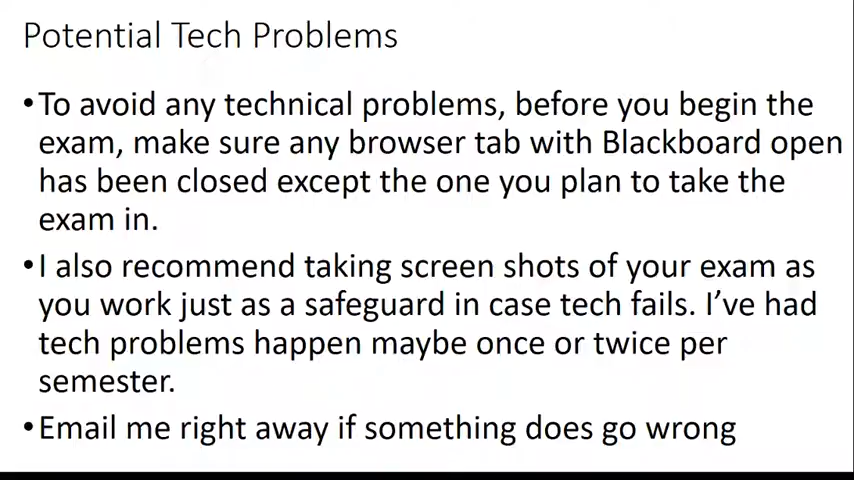 Potential Tech Problems
•To avoid any technical problems, before you begin the
exam, make sure any browser tab with Blackboard open
has been closed except the one you plan to take the
exam in.
•I also recommend taking screen shots of your exam as
you work just as a safeguard in case tech fails. I’ve had
tech problems happen maybe once or twice per
semester.
•Email me right away if something does go wrong